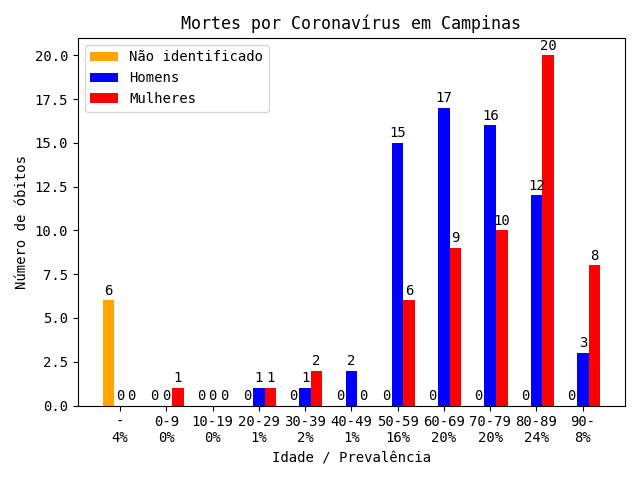 Mortes por Coronavírus em Campinas
Não identificado
Homens
Mulheres
Número de óbitos
20.0
17.5
15.0
12.5
10.0
7.5
5.0
2.5
0.0
6 0 0
0 0 1
0 0 0
0 1 1
0 1 2
0 2 0
0 15 6
0 17 9
0 16 10
0 12 20
0 3 8
- 0-9 10-19 20-29 30-39 40-49 50-59 60-69 70-79 80-89 90-
4% 0% 0% 1% 2% 1% 16% 20% 20% 24% 8%
Idade / Prevalência